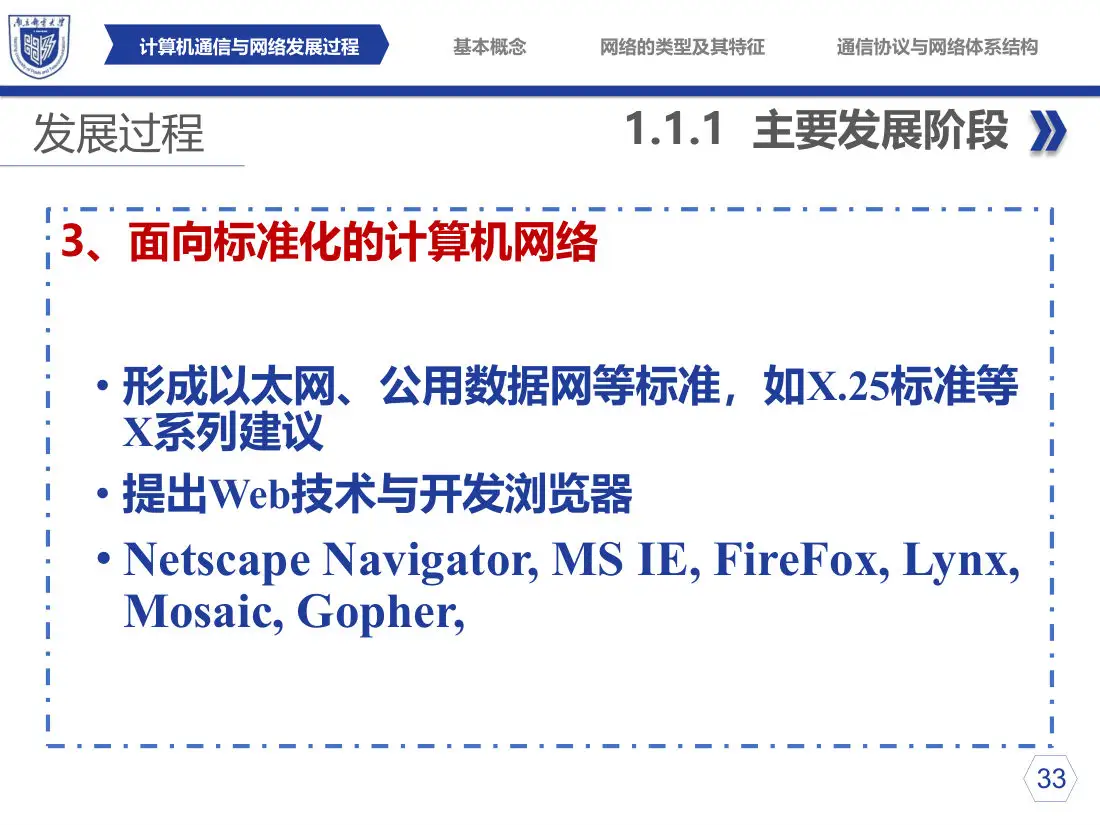 计算机通信与网络发展过程 基本概念 网络的类型及其特征 通信协议与网络体系结构
发展过程
1.1.1 主要发展阶段
3、面向标准化的计算机网络
• 形成以太网、公用数据网等标准，如X.25标准等
X系列建议
• 提出Web技术与开发浏览器
• Netscape Navigator, MS IE, FireFox, Lynx,
Mosaic, Gopher,
33